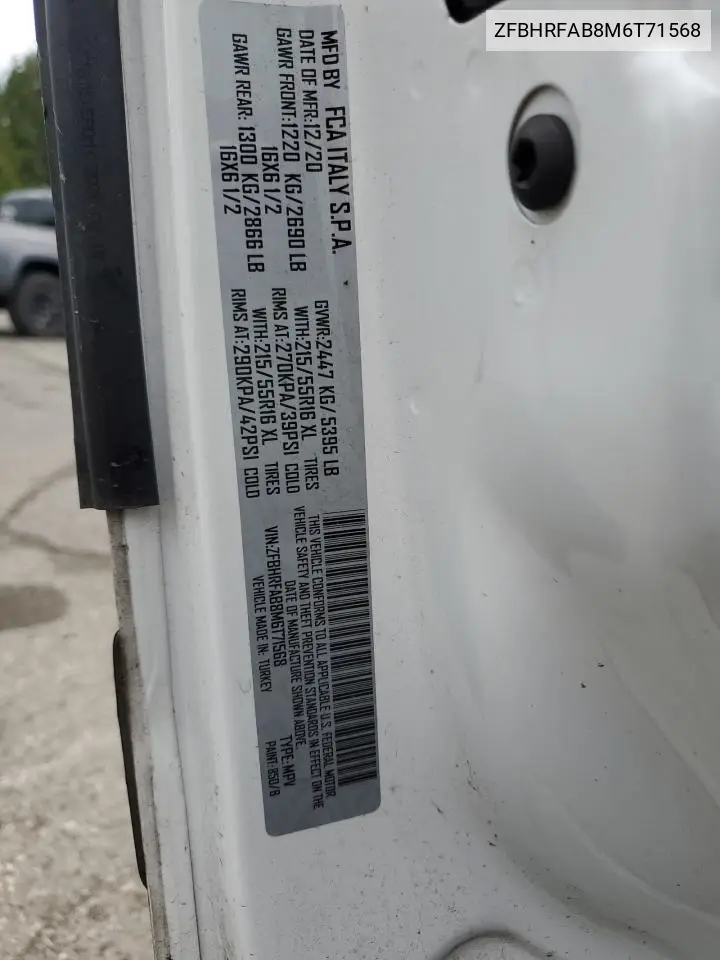 ZFBHRFAB8M6T71568
MFD BY FCA ITALY S.P.A.
DATE OF MFR:12/20 GVWR:2447 KG/5395 LB
GAWR FRONT:1220 KG/2690 LB WITH:215/55R16 XL TIRES
16X6 1/2 RIMS AT:270KPA/39PSI COLD
GAWR REAR: 1300 KG/2866 LB WITH:215/55R16 XL TIRES
16X6 1/2 RIMS AT:290KPA/42PSI COLD
THIS VEHICLE CONFORMS TO ALL APPLICABLE U.S. FEDERAL MOTOR
VEHICLE SAFETY AND THEFT PREVENTION STANDARDS IN EFFECT ON THE
DATE OF MANUFACTURE SHOWN ABOVE.
VIN:ZFBHRFAB8M6T71568 TYPE:MPV
VEHICLE MADE IN: TURKEY PAINT: 850/B